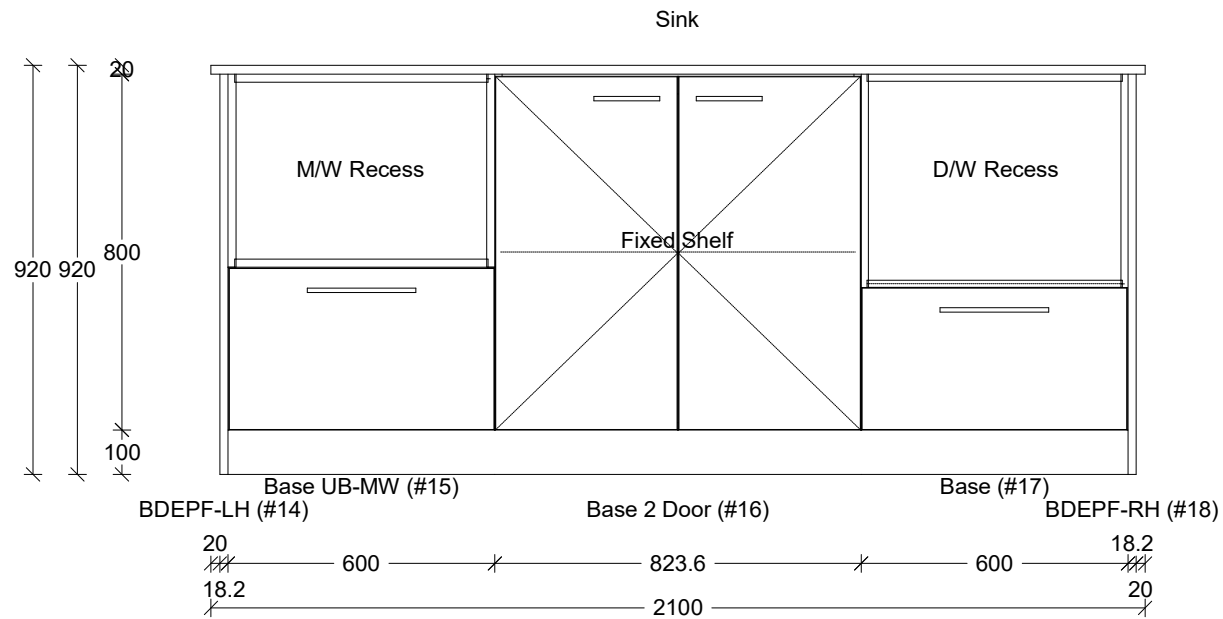 Sink
20
M/W Recess
D/W Recess
Fixed Shelf
920
920
800
100
Base UB-MW (#15)
Base (#17)
BDEPF-LH (#14)
Base 2 Door (#16)
BDEPF-RH (#18)
20
18.2
600
823.6
600
18.2
20
2100